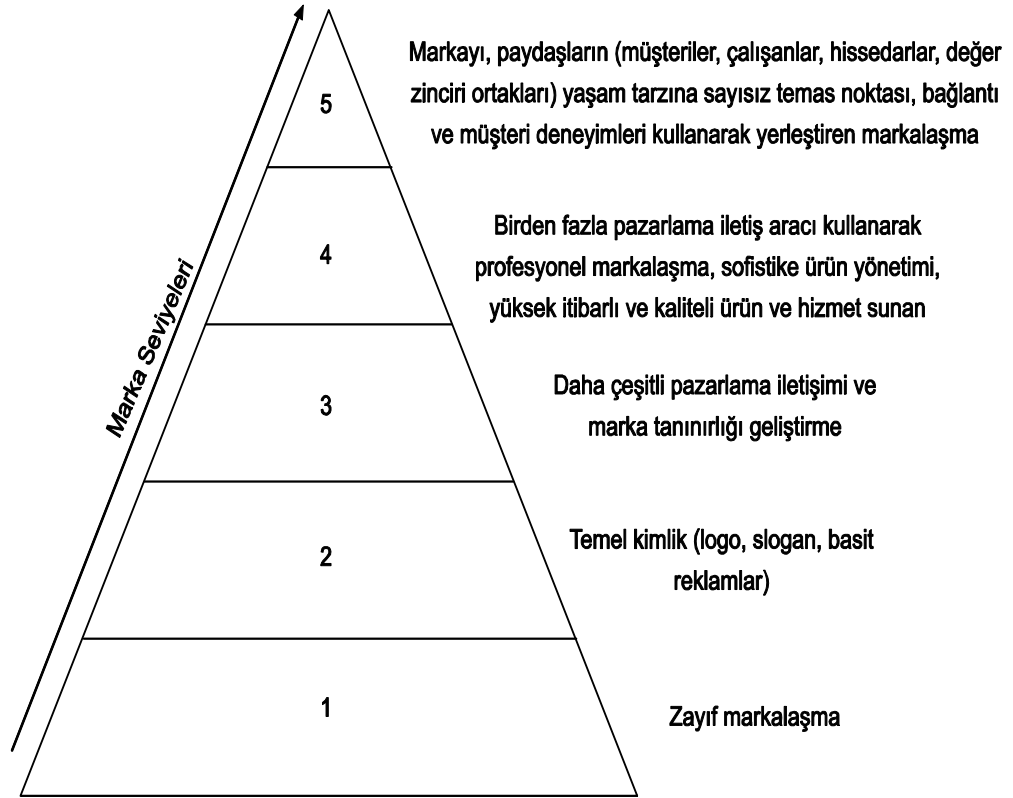 Markayı, paydaşların (müşteriler, çalışanlar, hissedarlar, değer
zinciri ortakları) yaşam tarzına sayısız temas noktası, bağlantı
ve müşteri deneyimleri kullanarak yerleştiren markalaşma
5
Birden fazla pazarlama iletiş aracı kullanarak
profesyonel markalaşma, sofistike ürün yönetimi,
yüksek itibarlı ve kaliteli ürün ve hizmet sunan
4
Marka Seviyeleri
Daha çeşitli pazarlama iletişimi ve
marka tanınırlığı geliştirme
3
Temel kimlik (logo, slogan, basit
reklamlar)
2
Zayıf markalaşma
1